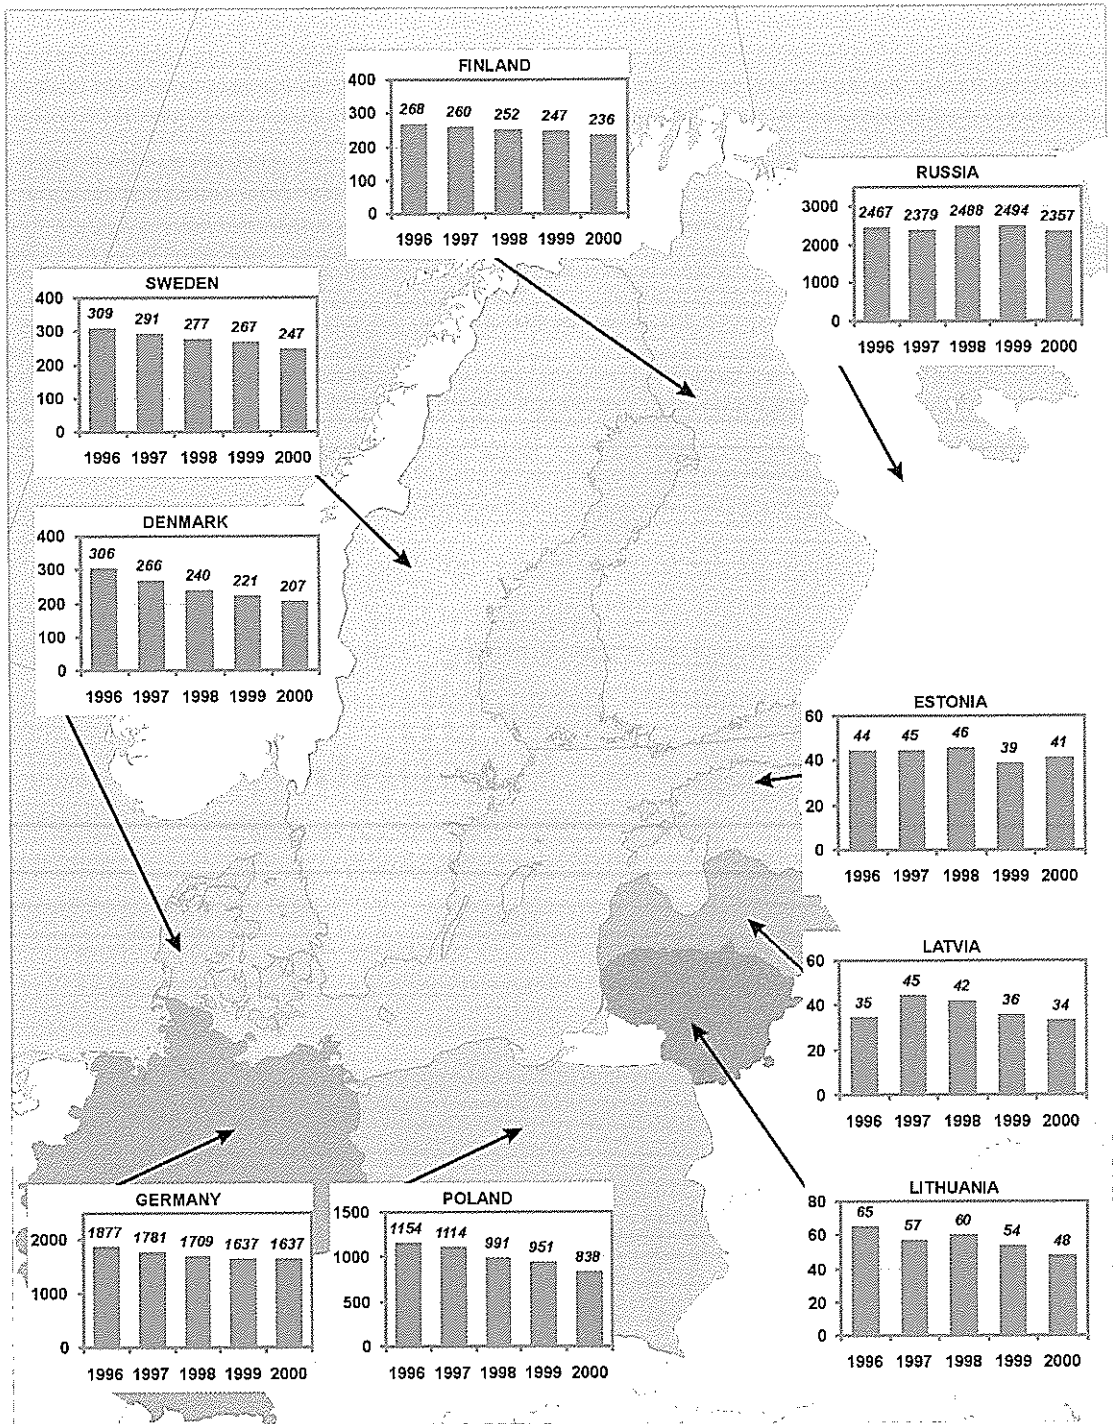 FINLAND
400
300
200
100
0
268 260 252 247 236
1996 1997 1998 1999 2000
RUSSIA
3000
2000
1000
0
2467 2379 2488 2494 2357
1996 1997 1998 1999 2000
SWEDEN
400
300
200
100
0
309 291 277 267 247
1996 1997 1998 1999 2000
DENMARK
400
300
200
100
0
306 266 240 221 207
1996 1997 1998 1999 2000
ESTONIA
60
40
20
0
44 45 46 39 41
1996 1997 1998 1999 2000
LATVIA
60
40
20
0
35 45 42 36 34
1996 1997 1998 1999 2000
GERMANY
2000
1000
0
1877 1781 1709 1637 1637
1996 1997 1998 1999 2000
POLAND
1500
1000
500
0
1154 1114 991 951 838
1996 1997 1998 1999 2000
LITHUANIA
80
60
40
20
0
65 57 60 54 48
1996 1997 1998 1999 2000